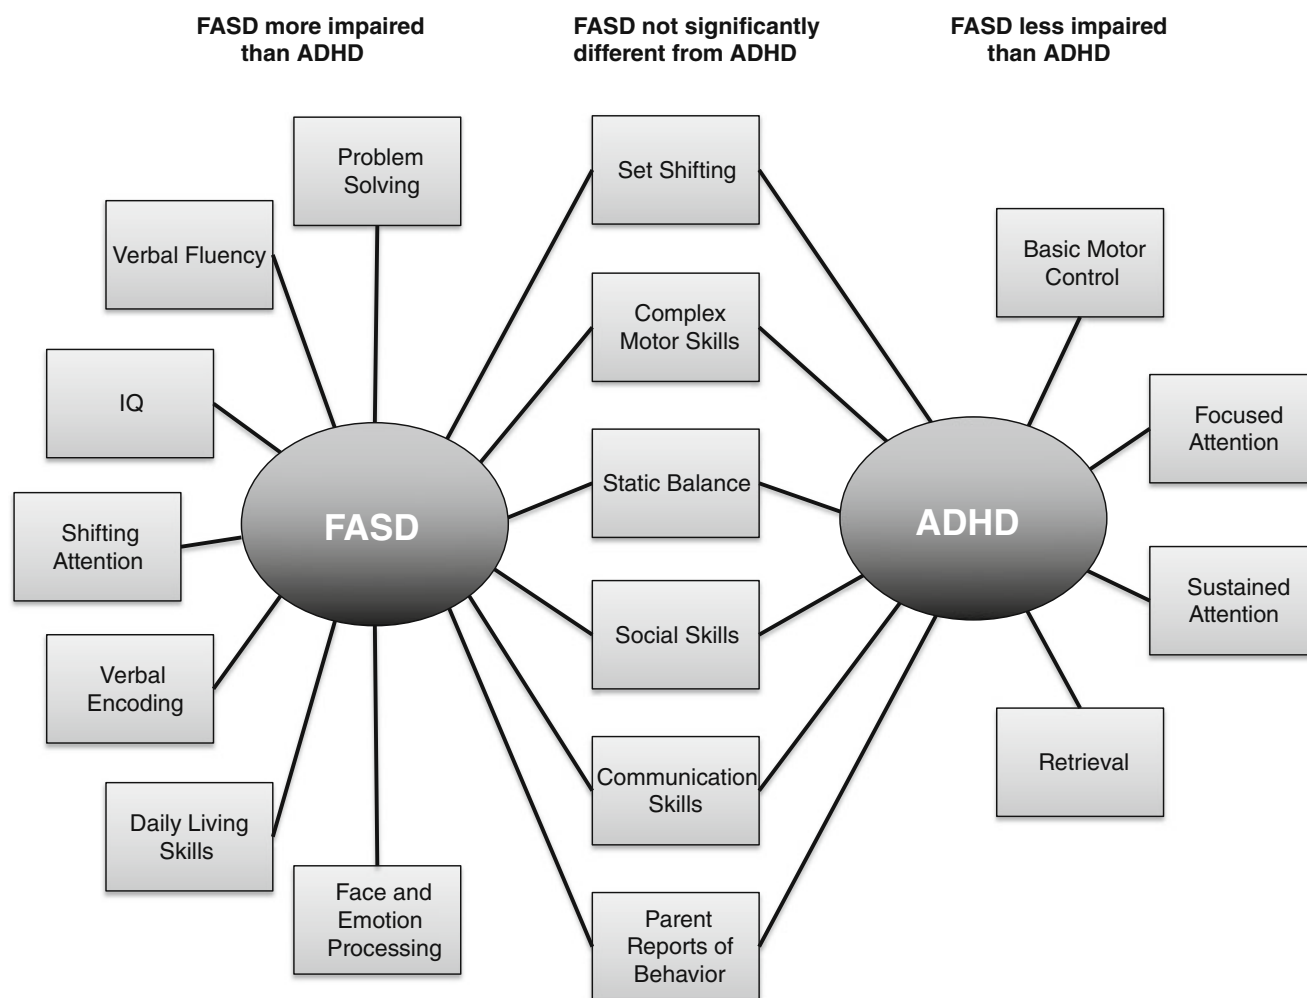 FASD more impaired
than ADHD
FASD not significantly
different from ADHD
FASD less impaired
than ADHD
Problem
Solving
Verbal Fluency
IQ
Shifting
Attention
Verbal
Encoding
Daily Living
Skills
Face and
Emotion
Processing
FASD
Set Shifting
Complex
Motor Skills
Static Balance
Social Skills
Communication
Skills
Parent
Reports of
Behavior
ADHD
Basic Motor
Control
Focused
Attention
Sustained
Attention
Retrieval